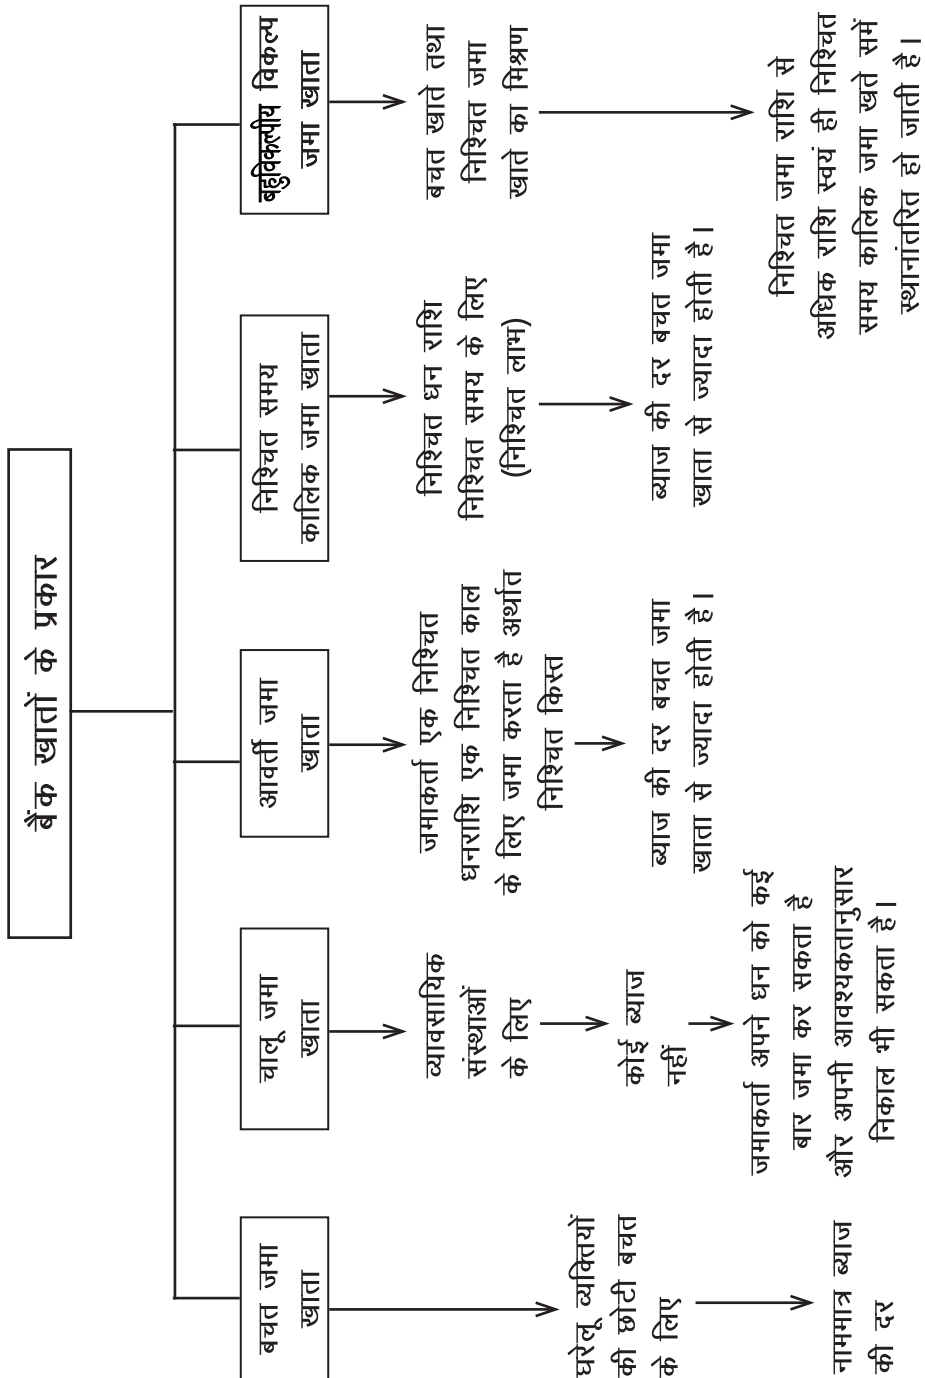 बैंक खातों के प्रकार
बचत जमा
खाता
घरेलू व्यक्तियों
की छोटी बचत
के लिए
नाममात्र ब्याज
की दर
चालू जमा
खाता
व्यावसायिक
संस्थाओं
के लिए
कोई ब्याज
नहीं
जमाकर्ता अपने धन को कई
बार जमा कर सकता है
और अपनी आवश्यकतानुसार
निकाल भी सकता है।
आवर्ती जमा
खाता
जमाकर्ता एक निश्चित
धनराशि एक निश्चित काल
के लिए जमा करता है अर्थात
निश्चित किस्त
ब्याज की दर बचत जमा
खाता से ज्यादा होती है।
निश्चित समय
कालिक जमा खाता
निश्चित धन राशि
निश्चित समय के लिए
(निश्चित लाभ)
ब्याज की दर बचत जमा
खाता से ज्यादा होती है।
बहुविकल्पीय विकल्प
जमा खाता
बचत खाते तथा
निश्चित जमा
खाते का मिश्रण
निश्चित जमा राशि से
अधिक राशि स्वयं ही निश्चित
समय कालिक जमा खते समें
स्थानांतरित हो जाती है।